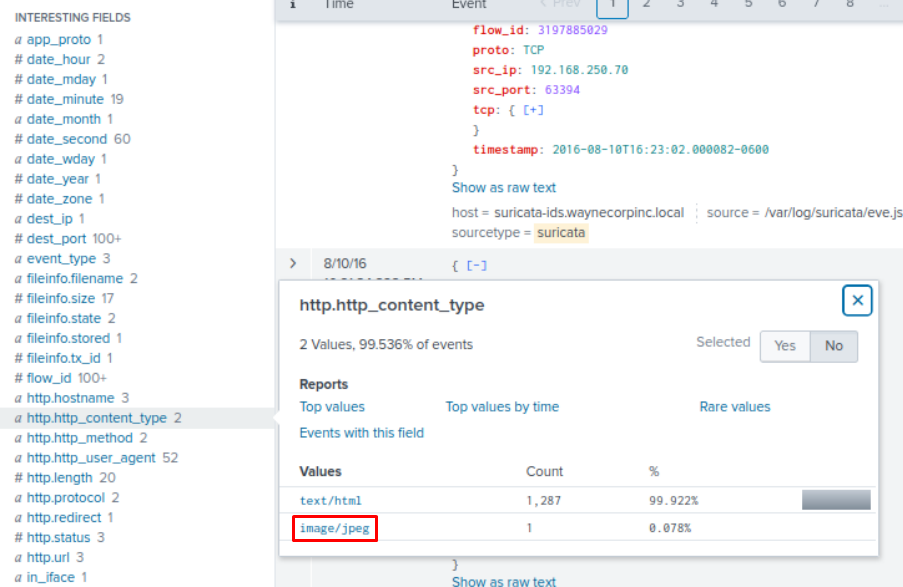 INTERESTING FIELDS
a app_proto 1
# date_hour 2
# date_mday 1
# date_minute 19
a date_month 1
# date_second 60
a date_wday 1
# date_year 1
# date_zone 1
a dest_ip 1
# dest_port 100+
a event_type 3
a fileinfo.filename 2
# fileinfo.size 17
a fileinfo.state 2
a fileinfo.stored 1
# fileinfo.tx_id 1
# flow_id 100+
a http.hostname 3
a http.http_content_type 2
a http.http_method 2
a http.http_user_agent 52
# http.length 20
a http.protocol 2
a http.redirect 1
# http.status 3
a http.url 3
a in_iface 1
i Time Event < Prev 1 2 3 4 5 6 7 8 ...
flow_id: 3197885029
proto: TCP
src_ip: 192.168.250.70
src_port: 63394
tcp: { [+]
}
timestamp: 2016-08-10T16:23:02.000082-0600
}
Show as raw text
host = suricata-ids.waynecorpinc.local source = /var/log/suricata/eve.js
sourcetype = suricata
> 8/10/16 { [-]
http.http_content_type ×
2 Values, 99.536% of events Selected Yes No
Reports
Top values Top values by time Rare values
Events with this field
Values Count %
text/html 1,287 99.922%
image/jpeg 1 0.078%
}
Show as raw text